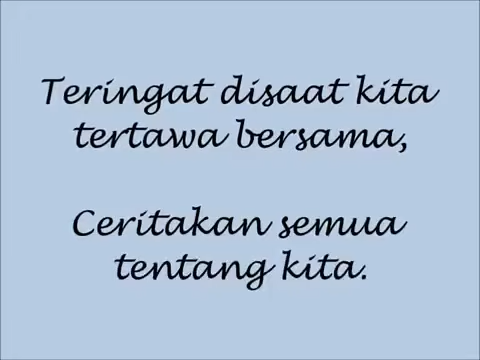 Teringat disaat kita
tertawa bersama,
Ceritakan semua
tentang kita.